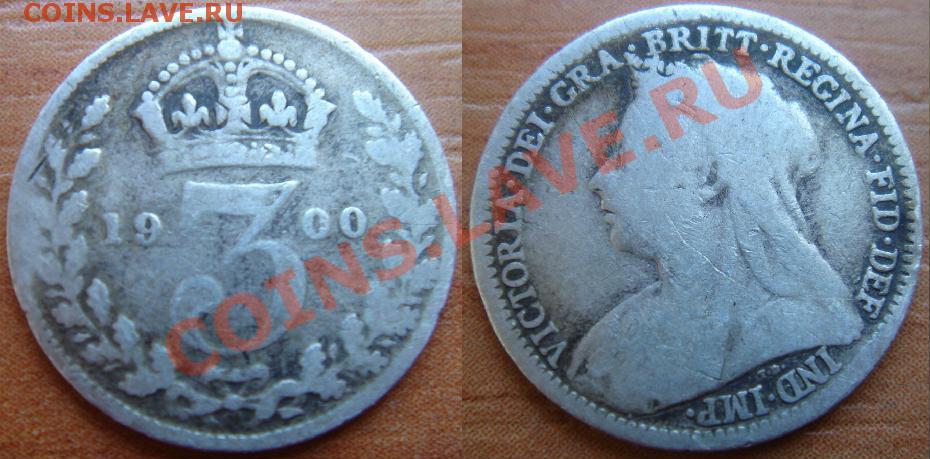 COINS.LAVE.RU
19 3 00
VICTORIA·DEI·GRA:BRITT·REGINA·FID·DEF·IND·IMP·
COINS.LAVE.RU